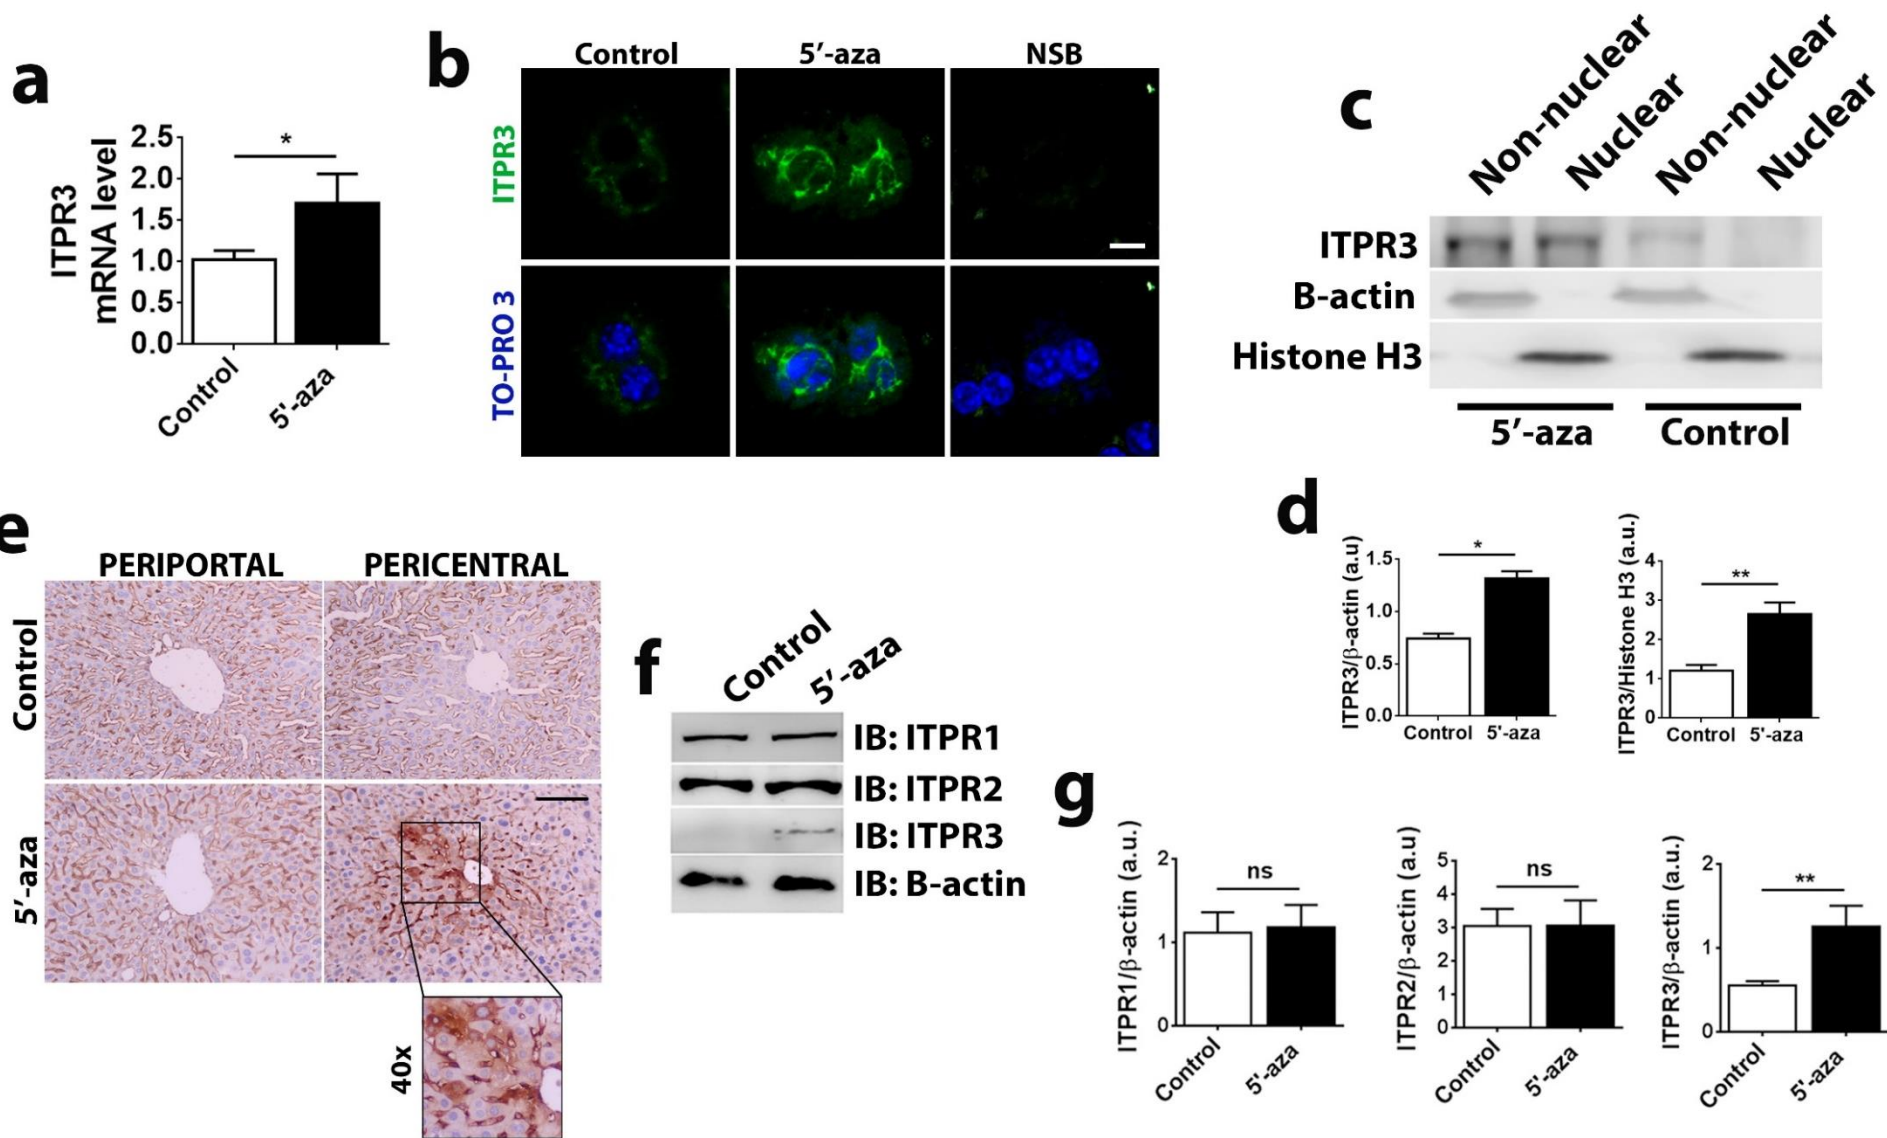 a
ITPR3
mRNA level
2.5
2.0
1.5
1.0
0.5
0.0
*
Control
5'-aza
b
Control
5'-aza
NSB
ITPR3
TO-PRO 3
c
Non-nuclear
Nuclear
Non-nuclear
Nuclear
ITPR3
B-actin
Histone H3
5'-aza
Control
d
ITPR3/β-actin (a.u)
1.5
1.0
0.5
0.0
*
Control
5'-aza
ITPR3/Histone H3 (a.u.)
4
3
2
1
0
**
Control
5'-aza
e
PERIPORTAL
PERICENTRAL
Control
5'-aza
40x
f
Control
5'-aza
IB: ITPR1
IB: ITPR2
IB: ITPR3
IB: B-actin
g
ITPR1/β-actin (a.u.)
2
1
0
ns
Control
5'-aza
ITPR2/β-actin (a.u)
5
4
3
2
1
0
ns
Control
5'-aza
ITPR3/β-actin (a.u.)
2
1
0
**
Control
5'-aza